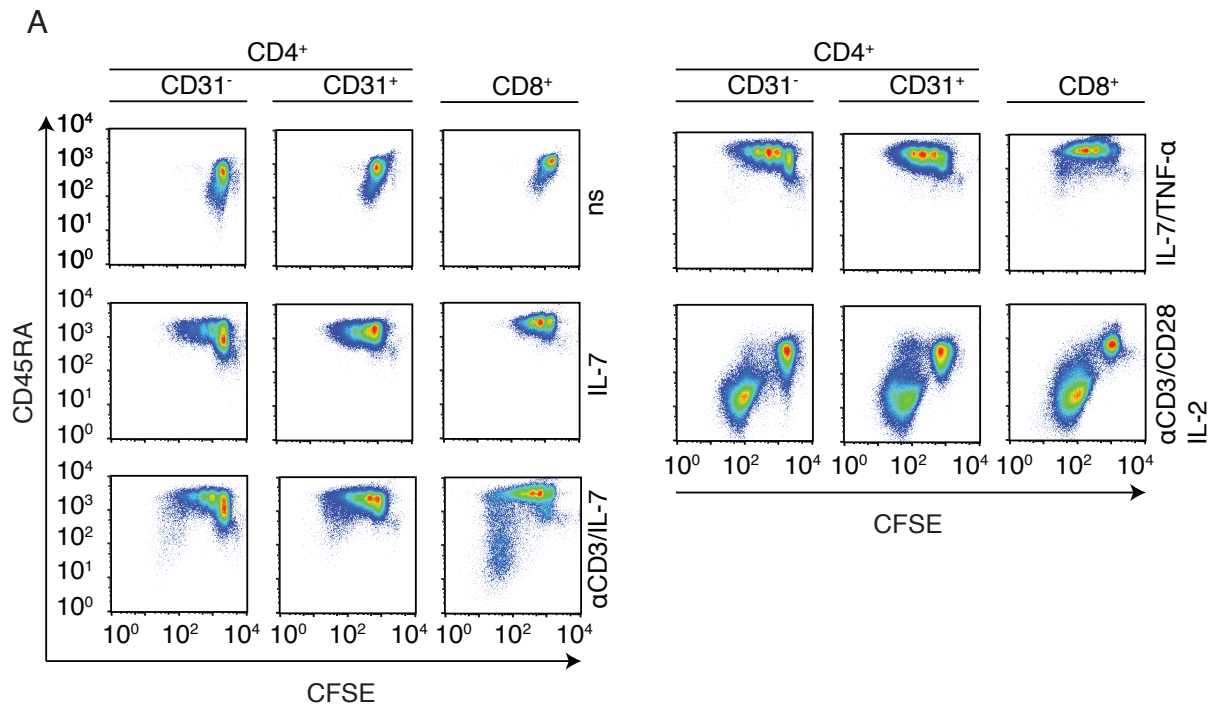 A
CD4⁺
CD31⁻ CD31⁺ CD8⁺
CD4⁺
CD31⁻ CD31⁺ CD8⁺
CD45RA
10⁴
10³
10²
10¹
10⁰
ns
10⁴
10³
10²
10¹
10⁰
IL-7
10⁴
10³
10²
10¹
10⁰
αCD3/IL-7
10⁰ 10² 10⁴ 10⁰ 10² 10⁴ 10⁰ 10² 10⁴
CFSE
IL-7/TNF-α
αCD3/CD28
IL-2
10⁰ 10² 10⁴ 10⁰ 10² 10⁴ 10⁰ 10² 10⁴
CFSE